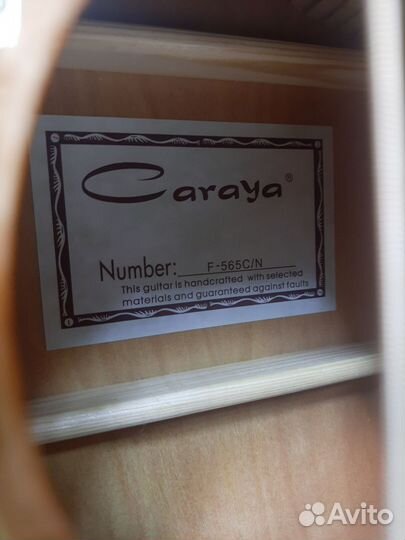 Caraya®
Number: F-565C/N
This guitar is handcrafted with selected
materials and guaranteed against faults
Avito